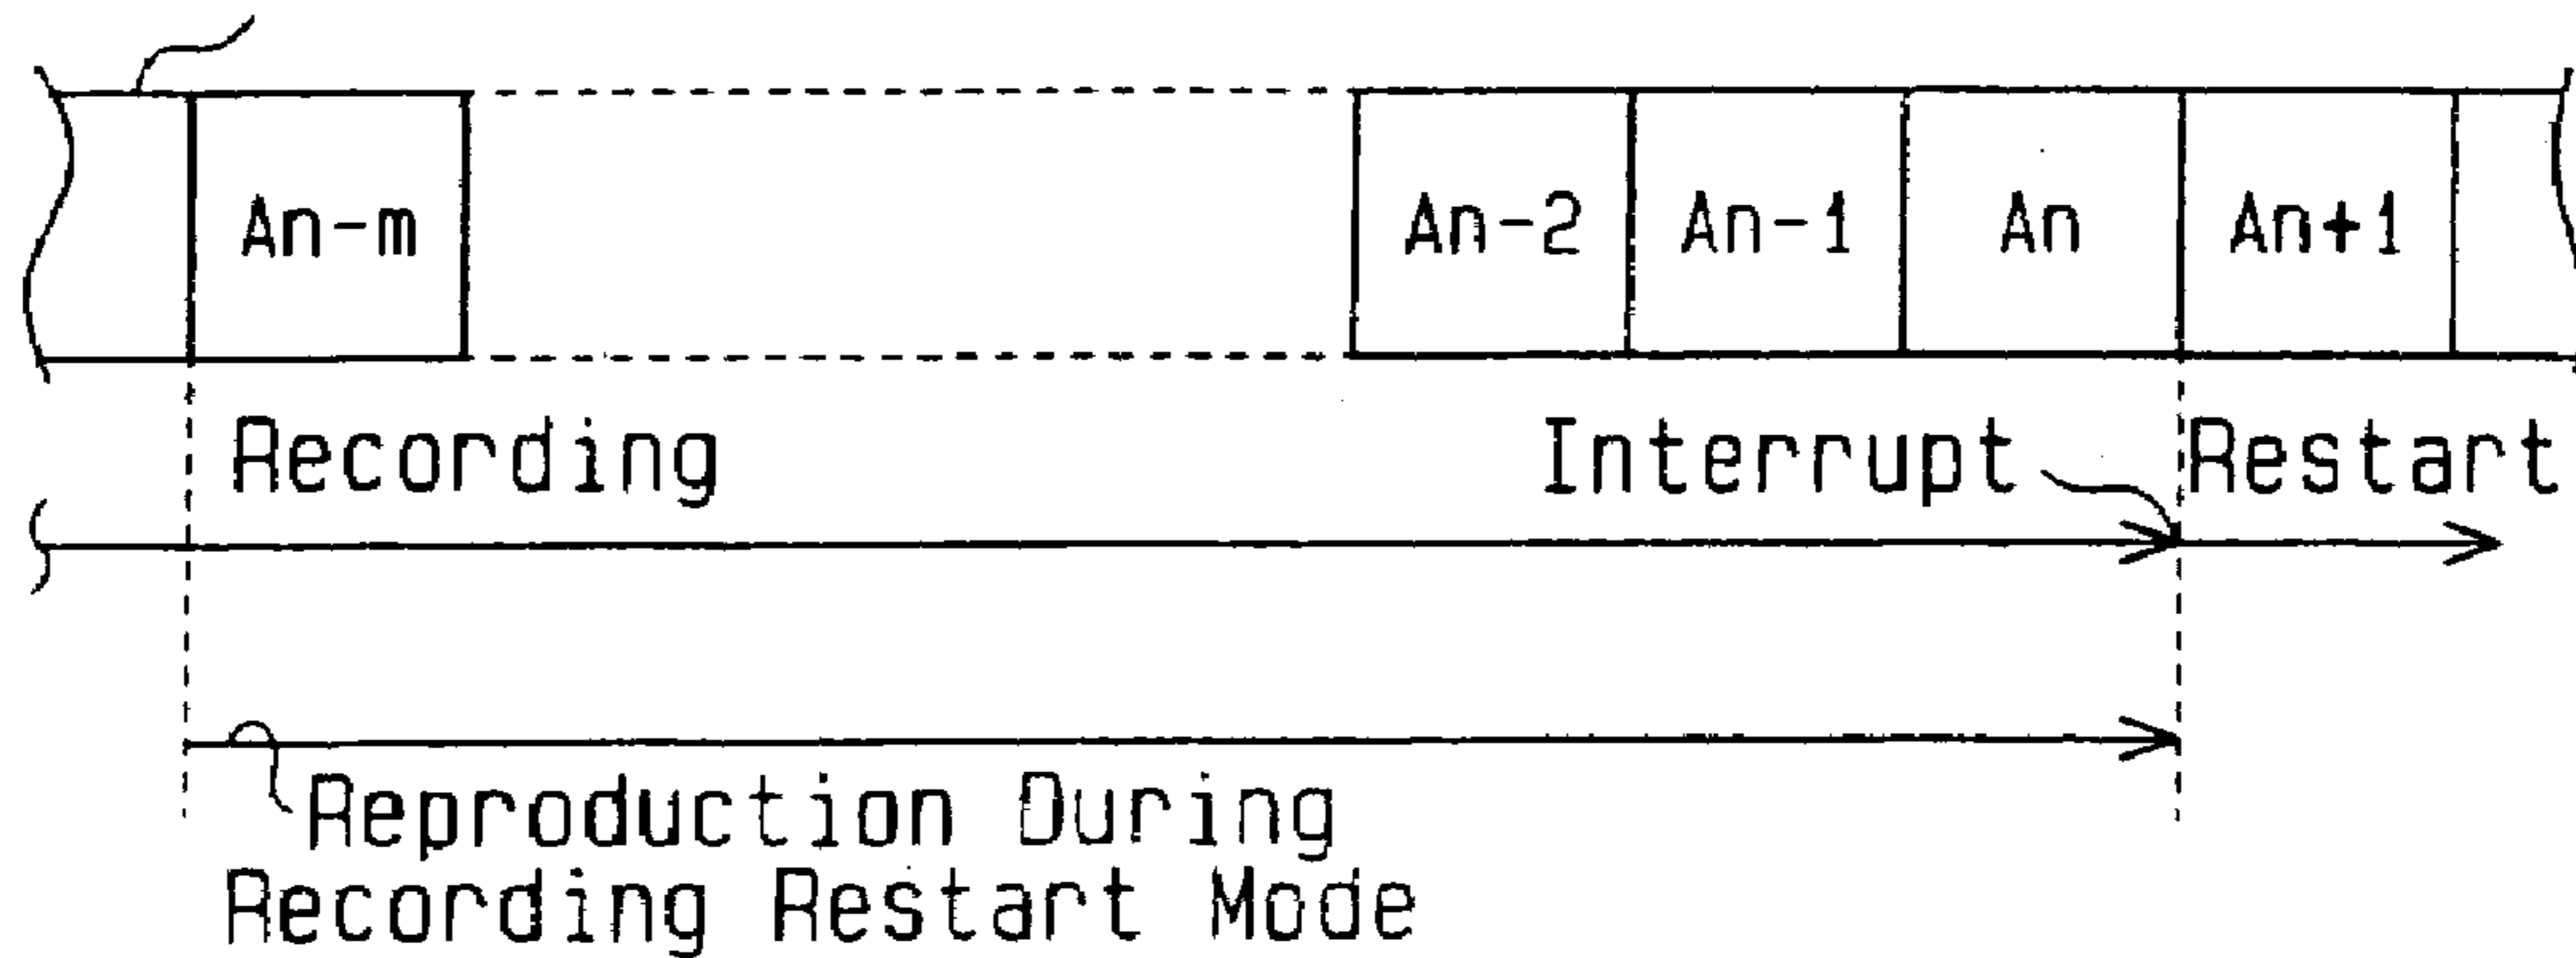 An-m An-2 An-1 An An+1
Recording Interrupt Restart
Reproduction During
Recording Restart Mode